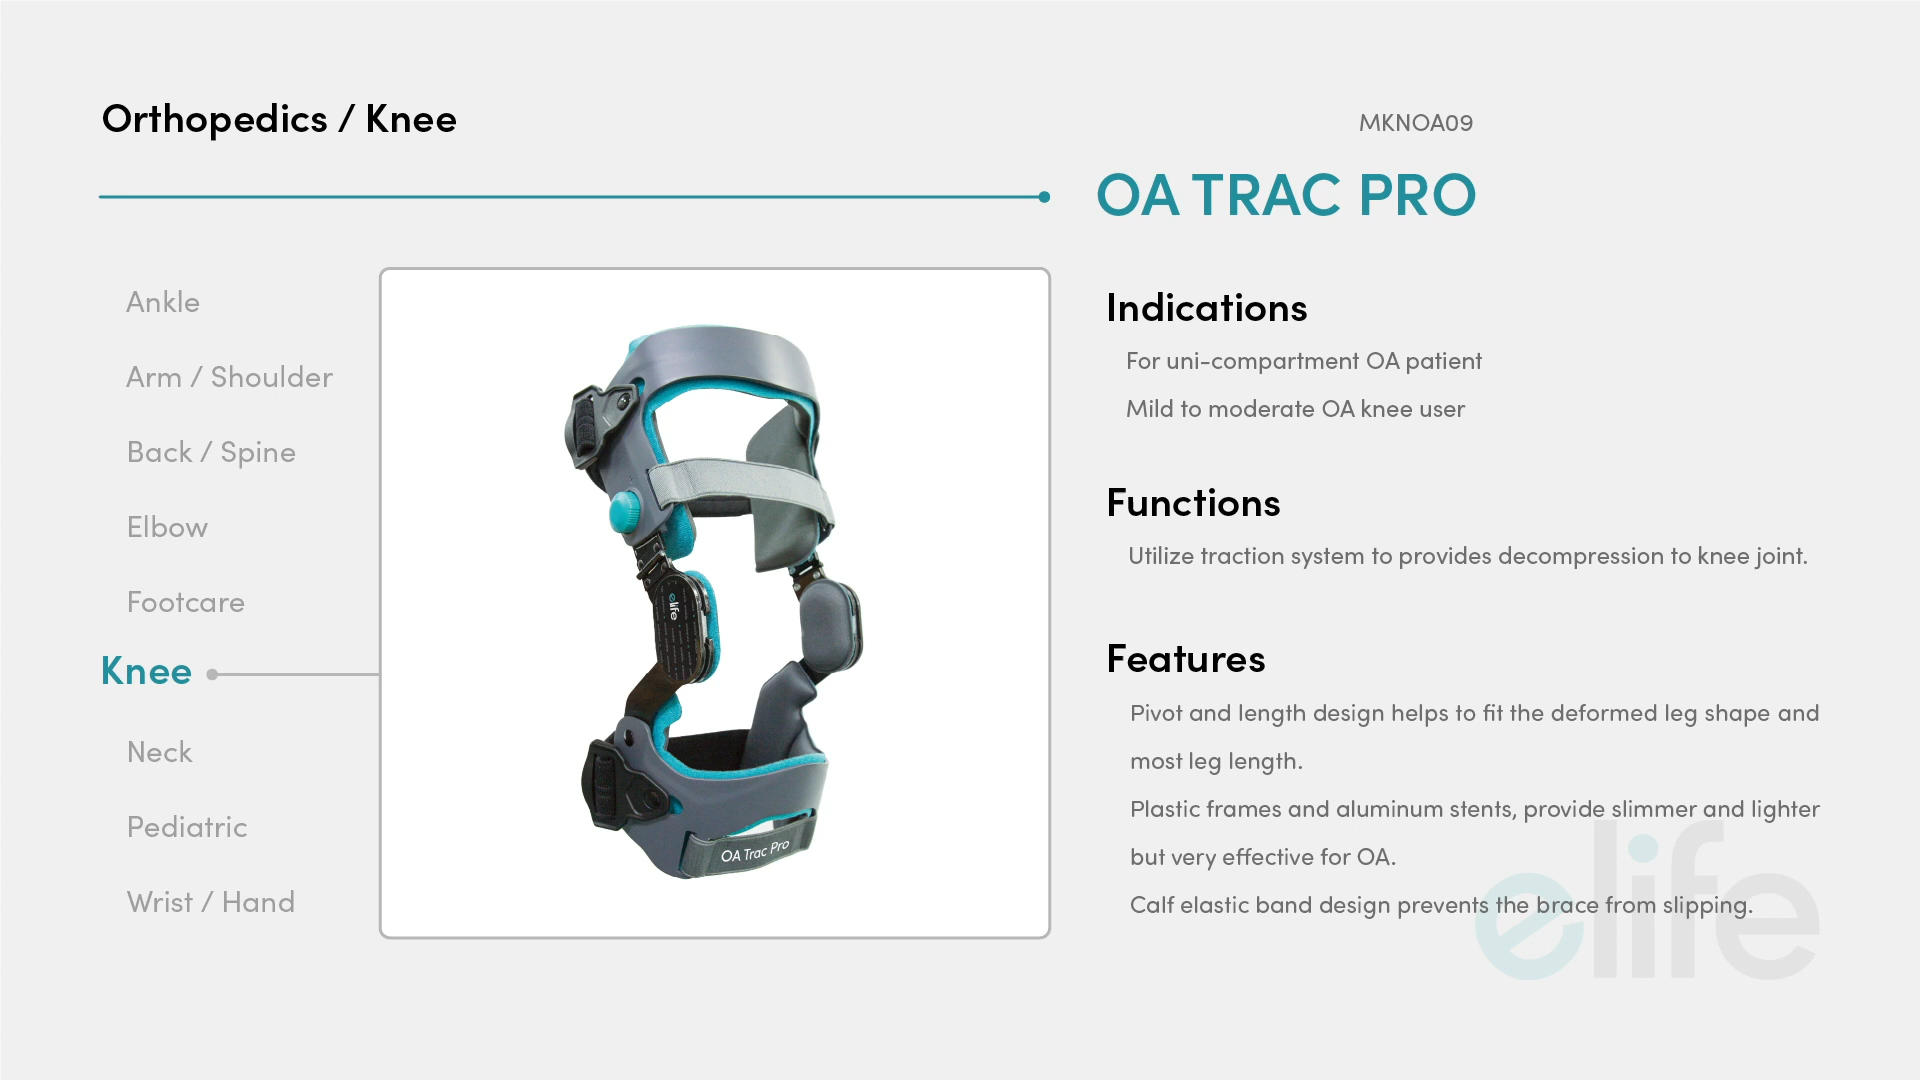 Orthopedics / Knee
MKNOA09
OA TRAC PRO
Ankle
Arm / Shoulder
Back / Spine
Elbow
Footcare
Knee
Neck
Pediatric
Wrist / Hand
elife
OA Trac Pro
Indications
For uni-compartment OA patient
Mild to moderate OA knee user
Functions
Utilize traction system to provides decompression to knee joint.
Features
Pivot and length design helps to fit the deformed leg shape and
most leg length.
Plastic frames and aluminum stents, provide slimmer and lighter
but very effective for OA.
Calf elastic band design prevents the brace from slipping.
elife